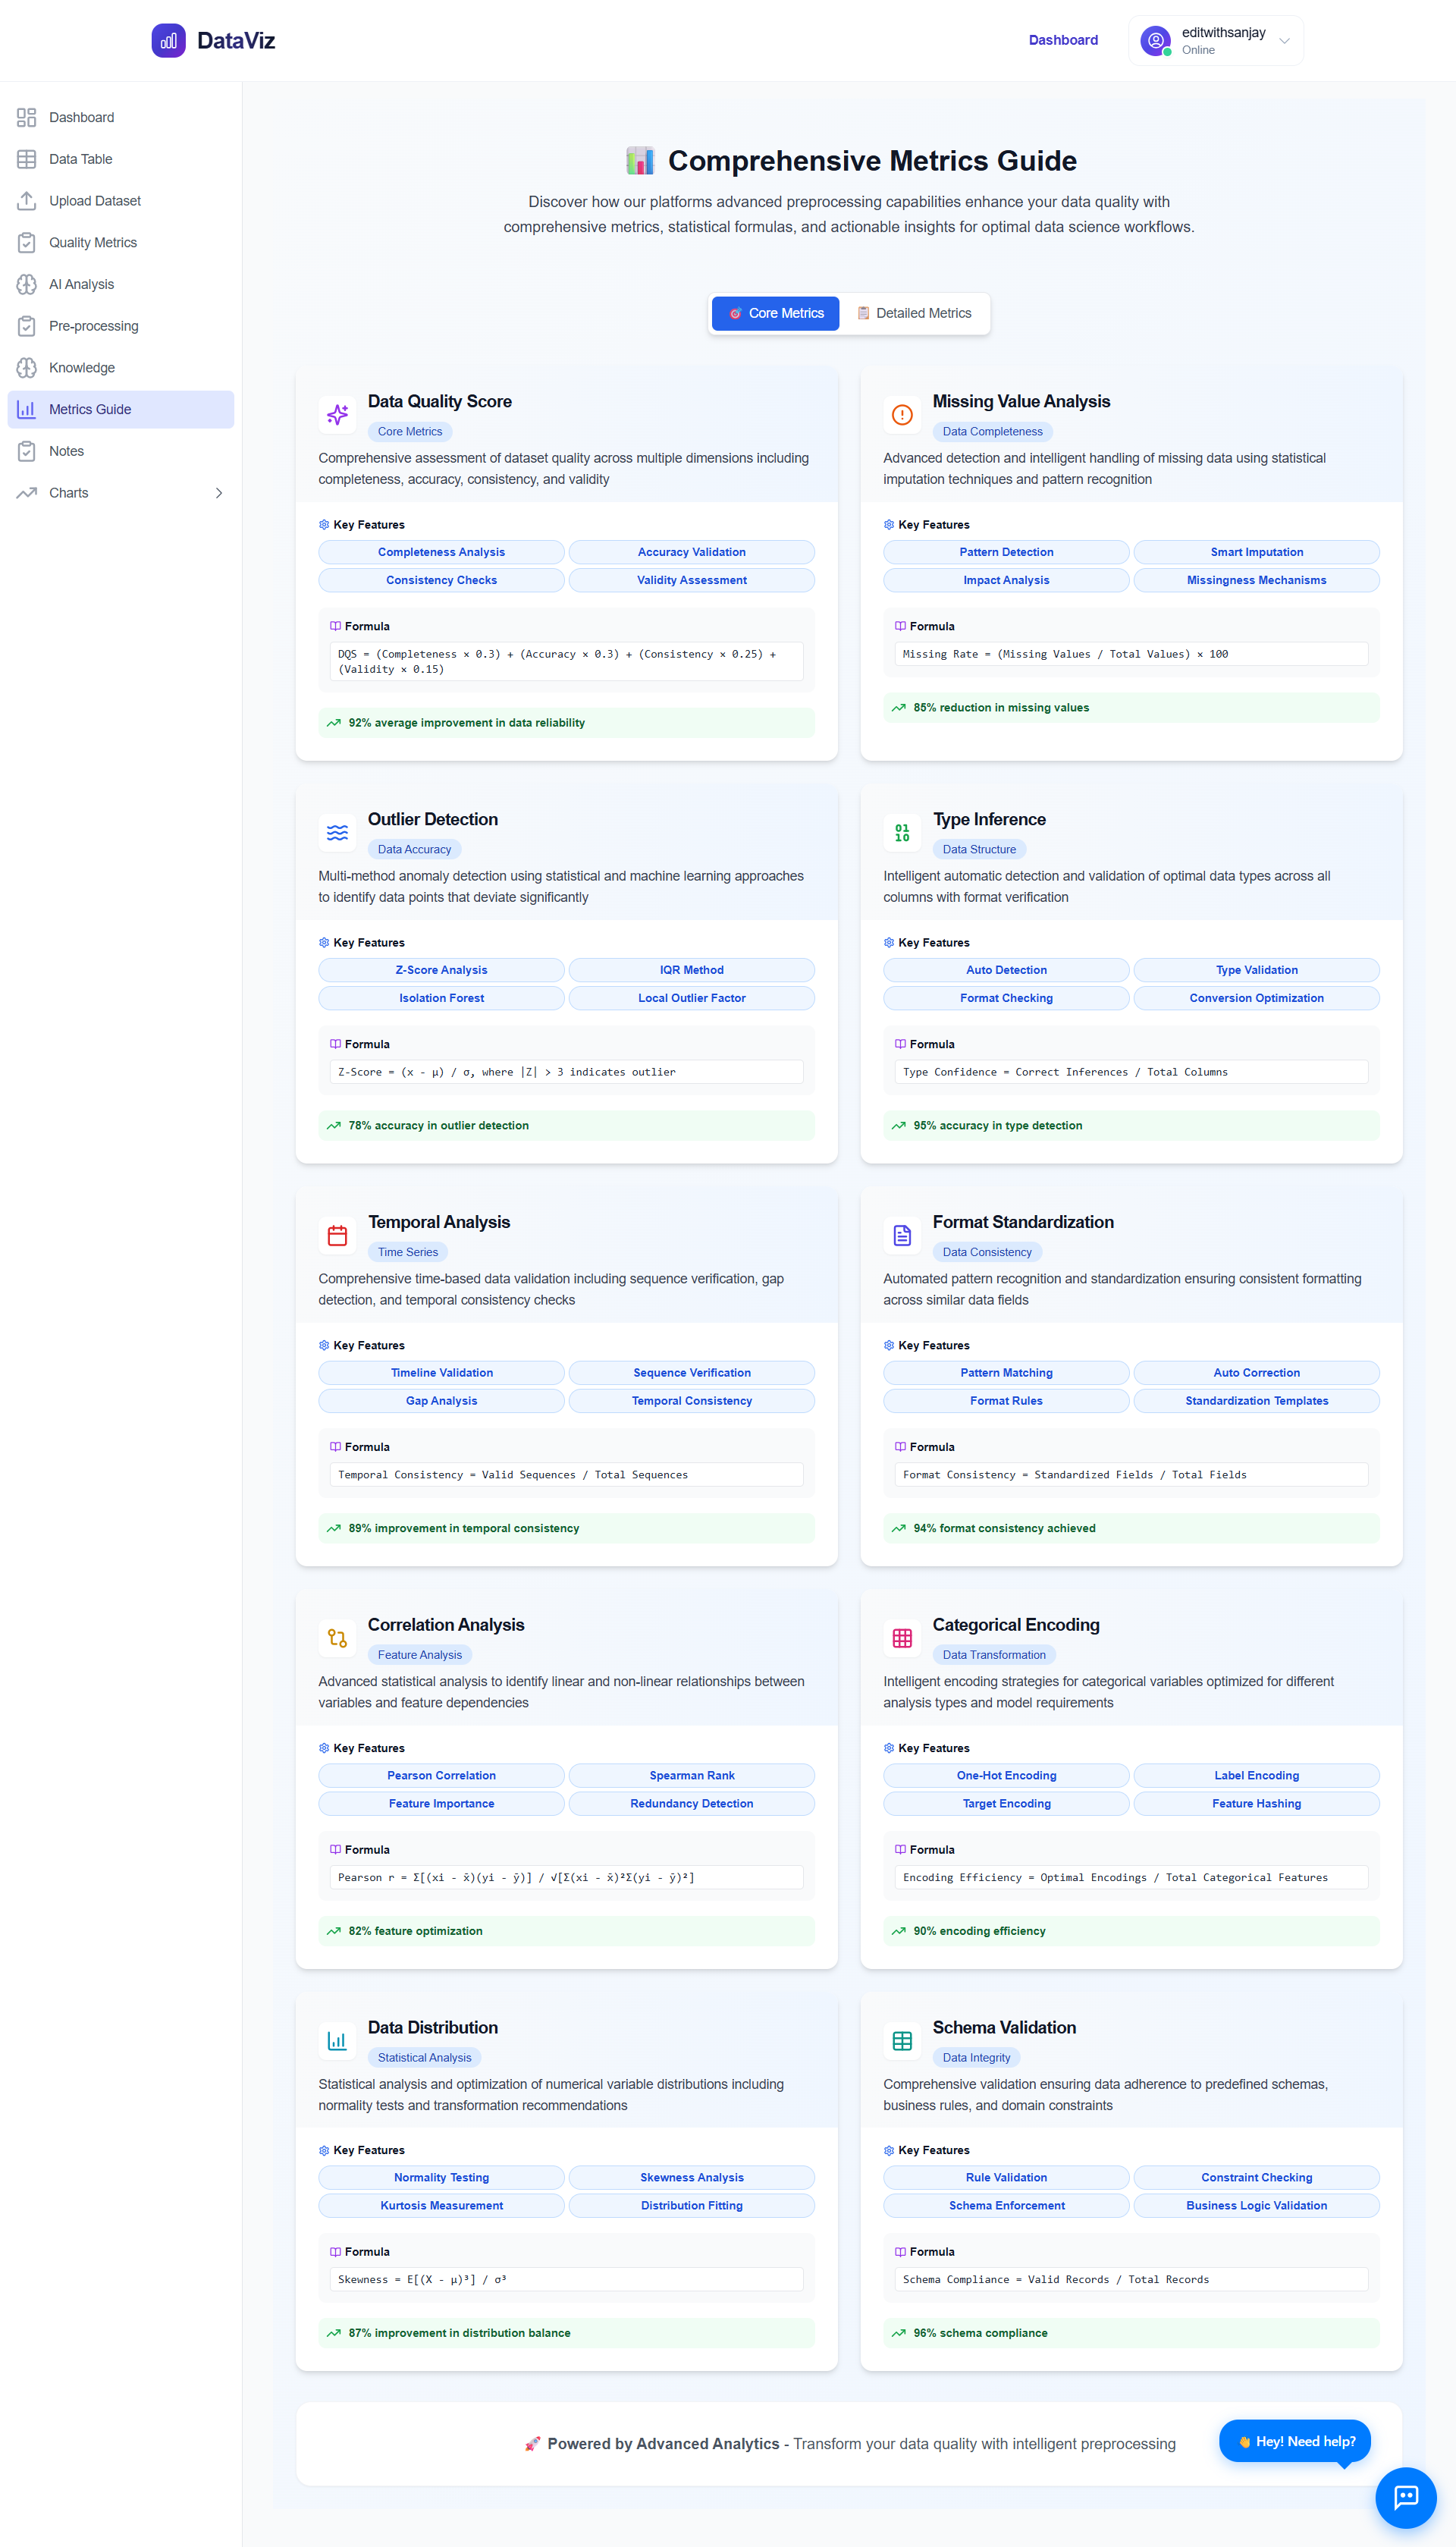 DataViz
Dashboard
editwithsanjay
Online
Dashboard
Data Table
Upload Dataset
Quality Metrics
AI Analysis
Pre-processing
Knowledge
Metrics Guide
Notes
Charts
📊 Comprehensive Metrics Guide
Discover how our platforms advanced preprocessing capabilities enhance your data quality with
comprehensive metrics, statistical formulas, and actionable insights for optimal data science workflows.
🎯 Core Metrics
📋 Detailed Metrics
Data Quality Score
Core Metrics
Comprehensive assessment of dataset quality across multiple dimensions including
completeness, accuracy, consistency, and validity
Key Features
Completeness Analysis
Accuracy Validation
Consistency Checks
Validity Assessment
Formula
DQS = (Completeness × 0.3) + (Accuracy × 0.3) + (Consistency × 0.25) +
(Validity × 0.15)
92% average improvement in data reliability
Missing Value Analysis
Data Completeness
Advanced detection and intelligent handling of missing data using statistical
imputation techniques and pattern recognition
Key Features
Pattern Detection
Smart Imputation
Impact Analysis
Missingness Mechanisms
Formula
Missing Rate = (Missing Values / Total Values) × 100
85% reduction in missing values
Outlier Detection
Data Accuracy
Multi-method anomaly detection using statistical and machine learning approaches
to identify data points that deviate significantly
Key Features
Z-Score Analysis
IQR Method
Isolation Forest
Local Outlier Factor
Formula
Z-Score = (x - μ) / σ, where |Z| > 3 indicates outlier
78% accuracy in outlier detection
01
10
Type Inference
Data Structure
Intelligent automatic detection and validation of optimal data types across all
columns with format verification
Key Features
Auto Detection
Type Validation
Format Checking
Conversion Optimization
Formula
Type Confidence = Correct Inferences / Total Columns
95% accuracy in type detection
Temporal Analysis
Time Series
Comprehensive time-based data validation including sequence verification, gap
detection, and temporal consistency checks
Key Features
Timeline Validation
Sequence Verification
Gap Analysis
Temporal Consistency
Formula
Temporal Consistency = Valid Sequences / Total Sequences
89% improvement in temporal consistency
Format Standardization
Data Consistency
Automated pattern recognition and standardization ensuring consistent formatting
across similar data fields
Key Features
Pattern Matching
Auto Correction
Format Rules
Standardization Templates
Formula
Format Consistency = Standardized Fields / Total Fields
94% format consistency achieved
Correlation Analysis
Feature Analysis
Advanced statistical analysis to identify linear and non-linear relationships between
variables and feature dependencies
Key Features
Pearson Correlation
Spearman Rank
Feature Importance
Redundancy Detection
Formula
Pearson r = Σ[(xi - x̄)(yi - ȳ)] / √[Σ(xi - x̄)²Σ(yi - ȳ)²]
82% feature optimization
Categorical Encoding
Data Transformation
Intelligent encoding strategies for categorical variables optimized for different
analysis types and model requirements
Key Features
One-Hot Encoding
Label Encoding
Target Encoding
Feature Hashing
Formula
Encoding Efficiency = Optimal Encodings / Total Categorical Features
90% encoding efficiency
Data Distribution
Statistical Analysis
Statistical analysis and optimization of numerical variable distributions including
normality tests and transformation recommendations
Key Features
Normality Testing
Skewness Analysis
Kurtosis Measurement
Distribution Fitting
Formula
Skewness = E[(X - μ)³] / σ³
87% improvement in distribution balance
Schema Validation
Data Integrity
Comprehensive validation ensuring data adherence to predefined schemas,
business rules, and domain constraints
Key Features
Rule Validation
Constraint Checking
Schema Enforcement
Business Logic Validation
Formula
Schema Compliance = Valid Records / Total Records
96% schema compliance
🚀 Powered by Advanced Analytics - Transform your data quality with intelligent preprocessing
👋 Hey! Need help?